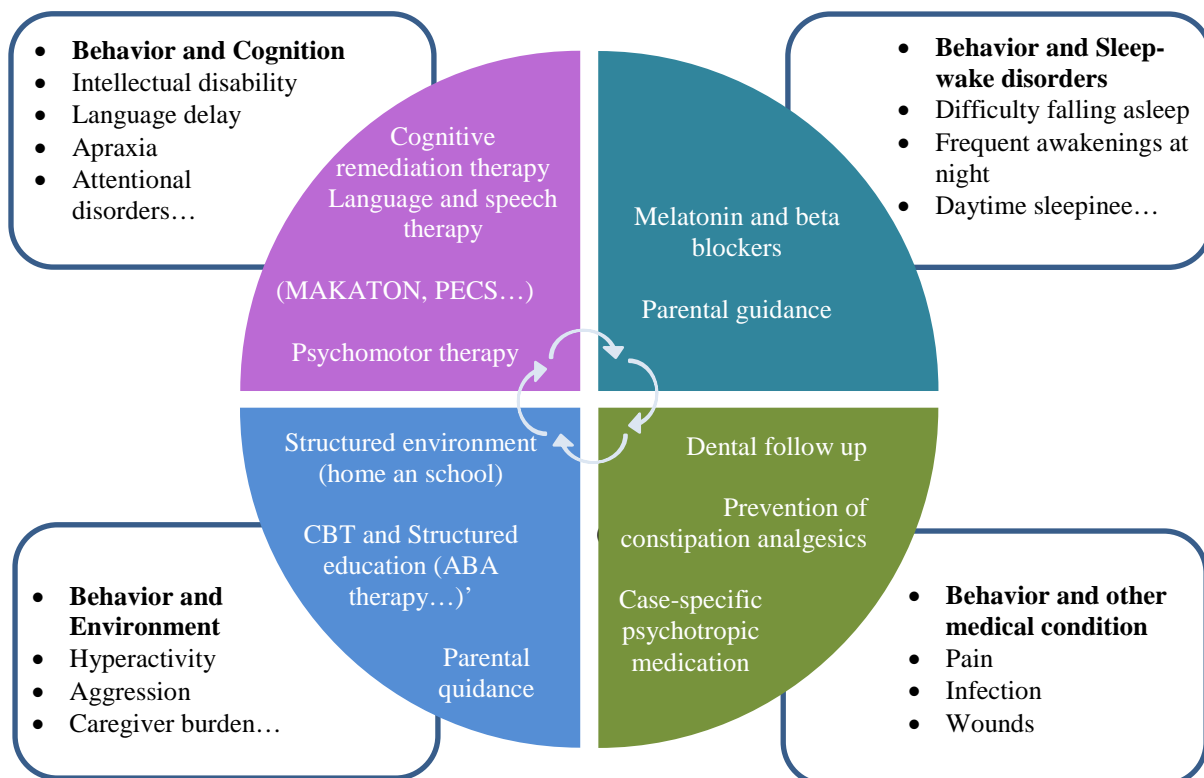 • Behavior and Cognition
• Intellectual disability
• Language delay
• Apraxia
• Attentional
disorders…
Cognitive
remediation therapy
Language and speech
therapy
(MAKATON, PECS…)
Psychomotor therapy
Melatonin and beta
blockers
Parental guidance
• Behavior and Sleep-
wake disorders
• Difficulty falling asleep
• Frequent awakenings at
night
• Daytime sleepinee…
• Behavior and
Environment
• Hyperactivity
• Aggression
• Caregiver burden…
Structured environment
(home an school)
CBT and Structured
education (ABA
therapy…)’
Parental
quidance
Dental follow up
Prevention of
constipation analgesics
Case-specific
psychotropic
medication
• Behavior and other
medical condition
• Pain
• Infection
• Wounds